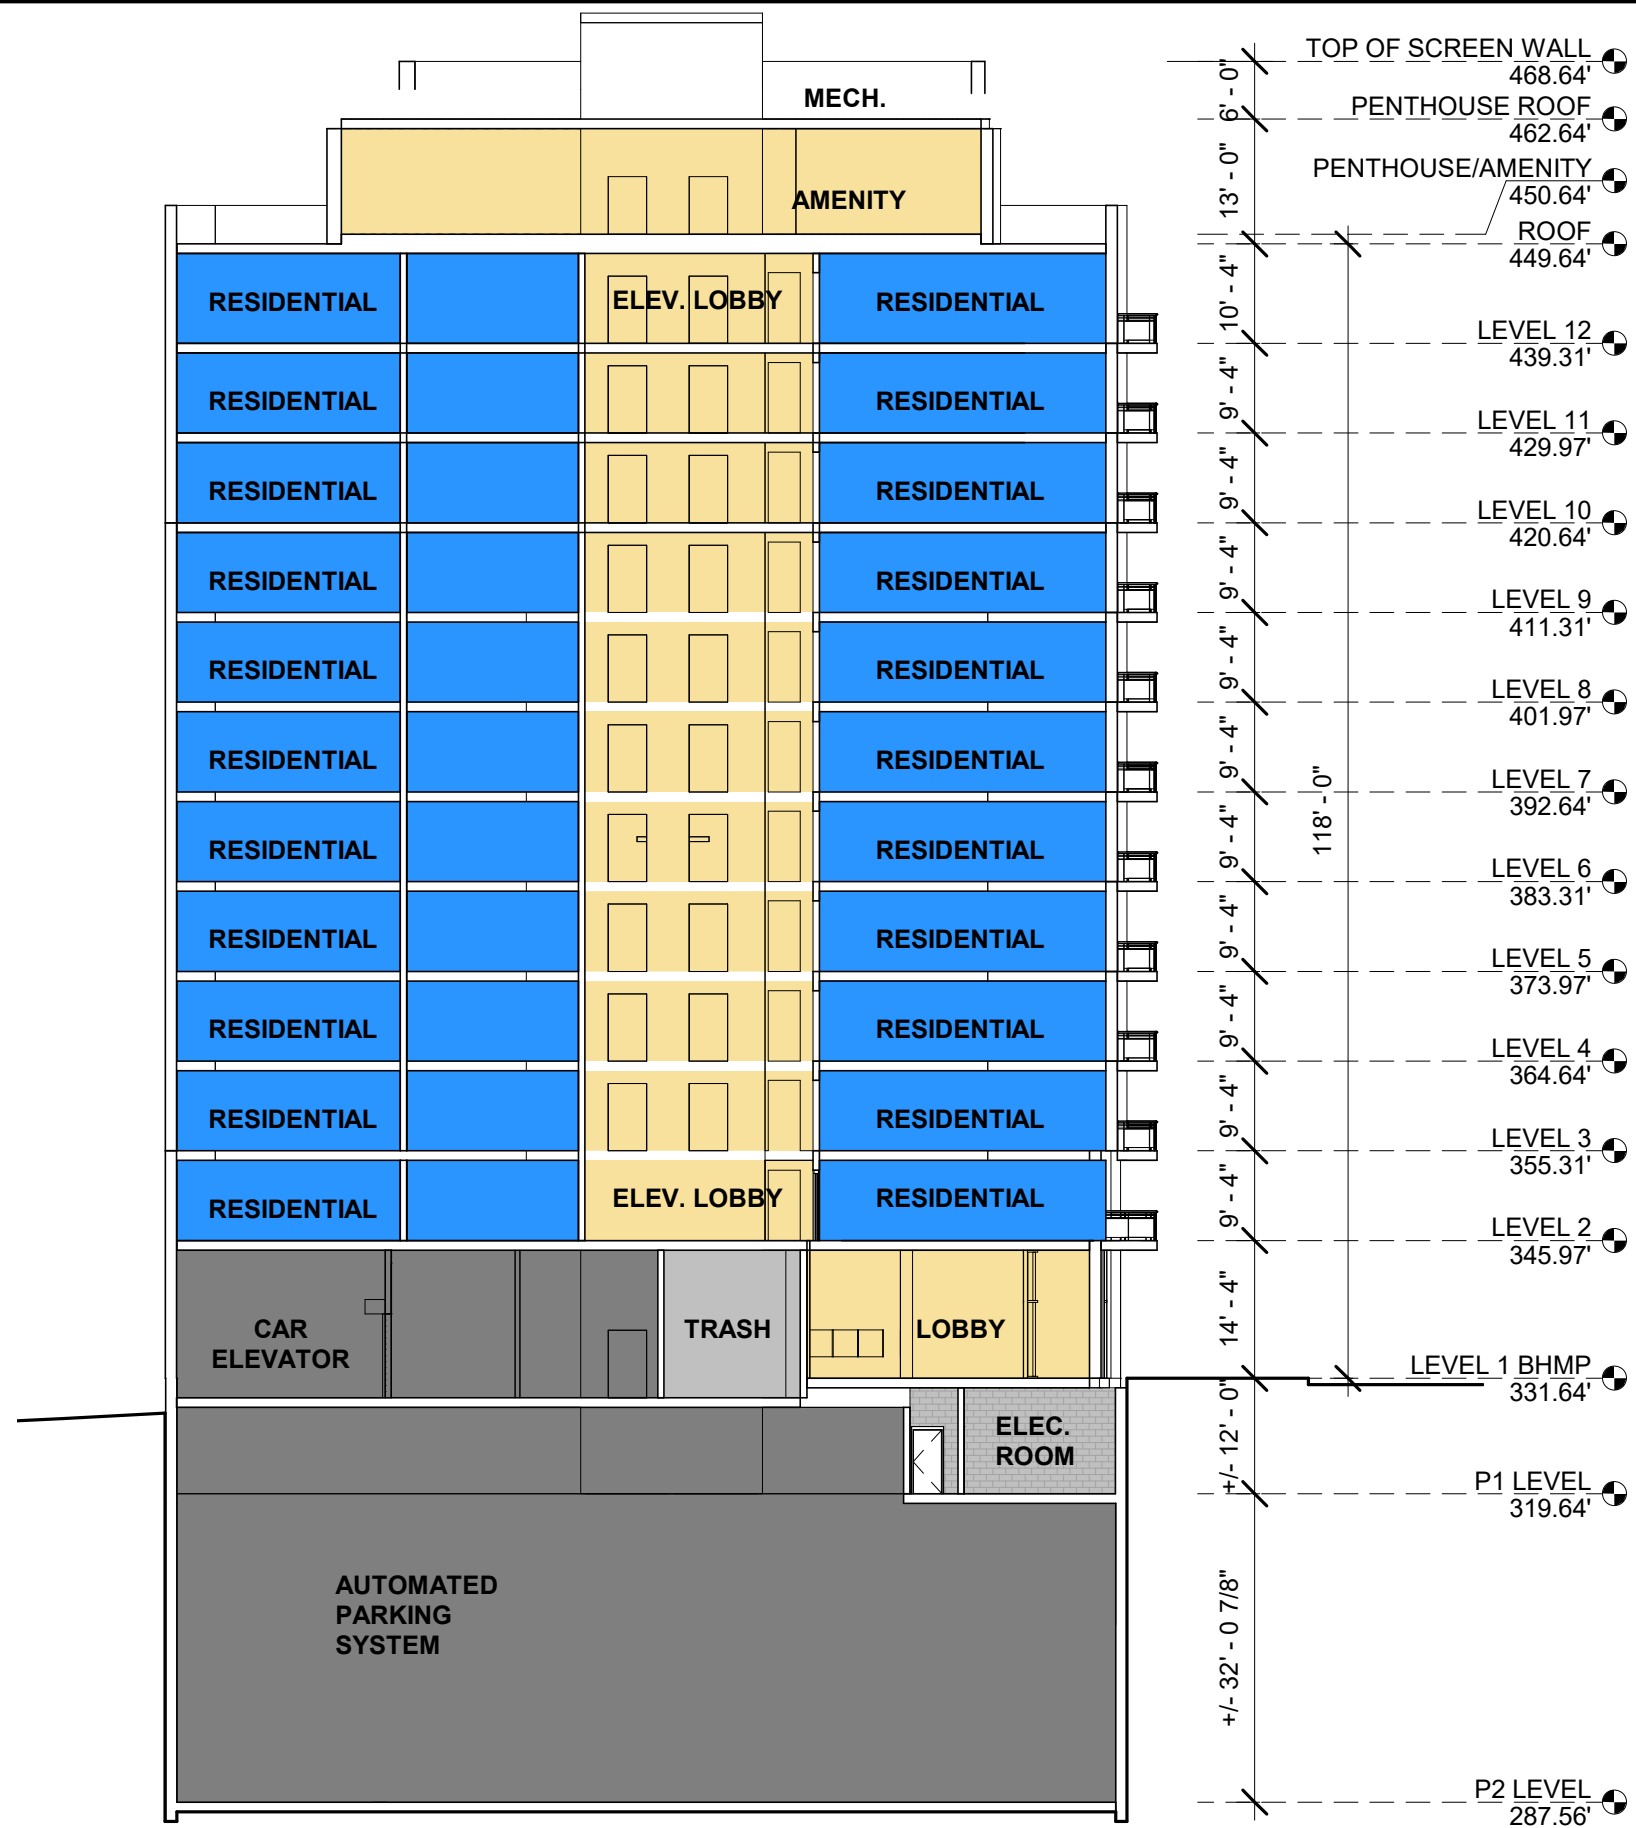 TOP OF SCREEN WALL
468.64'
6' - 0"
MECH.
PENTHOUSE ROOF
462.64'
13' - 0"
PENTHOUSE/AMENITY
450.64'
AMENITY
ROOF
449.64'
RESIDENTIAL
ELEV. LOBBY
RESIDENTIAL
10' - 4"
LEVEL 12
439.31'
RESIDENTIAL
RESIDENTIAL
9' - 4"
LEVEL 11
429.97'
RESIDENTIAL
RESIDENTIAL
9' - 4"
LEVEL 10
420.64'
RESIDENTIAL
RESIDENTIAL
9' - 4"
LEVEL 9
411.31'
RESIDENTIAL
RESIDENTIAL
9' - 4"
LEVEL 8
401.97'
RESIDENTIAL
RESIDENTIAL
9' - 4"
LEVEL 7
392.64'
118' - 0"
RESIDENTIAL
RESIDENTIAL
9' - 4"
LEVEL 6
383.31'
RESIDENTIAL
RESIDENTIAL
9' - 4"
LEVEL 5
373.97'
RESIDENTIAL
RESIDENTIAL
9' - 4"
LEVEL 4
364.64'
RESIDENTIAL
RESIDENTIAL
9' - 4"
LEVEL 3
355.31'
RESIDENTIAL
ELEV. LOBBY
RESIDENTIAL
9' - 4"
LEVEL 2
345.97'
CAR
ELEVATOR
TRASH
LOBBY
14' - 4"
LEVEL 1 BHMP
331.64'
ELEC.
ROOM
+/- 12' - 0"
P1 LEVEL
319.64'
AUTOMATED
PARKING
SYSTEM
+/- 32' - 0 7/8"
P2 LEVEL
287.56'